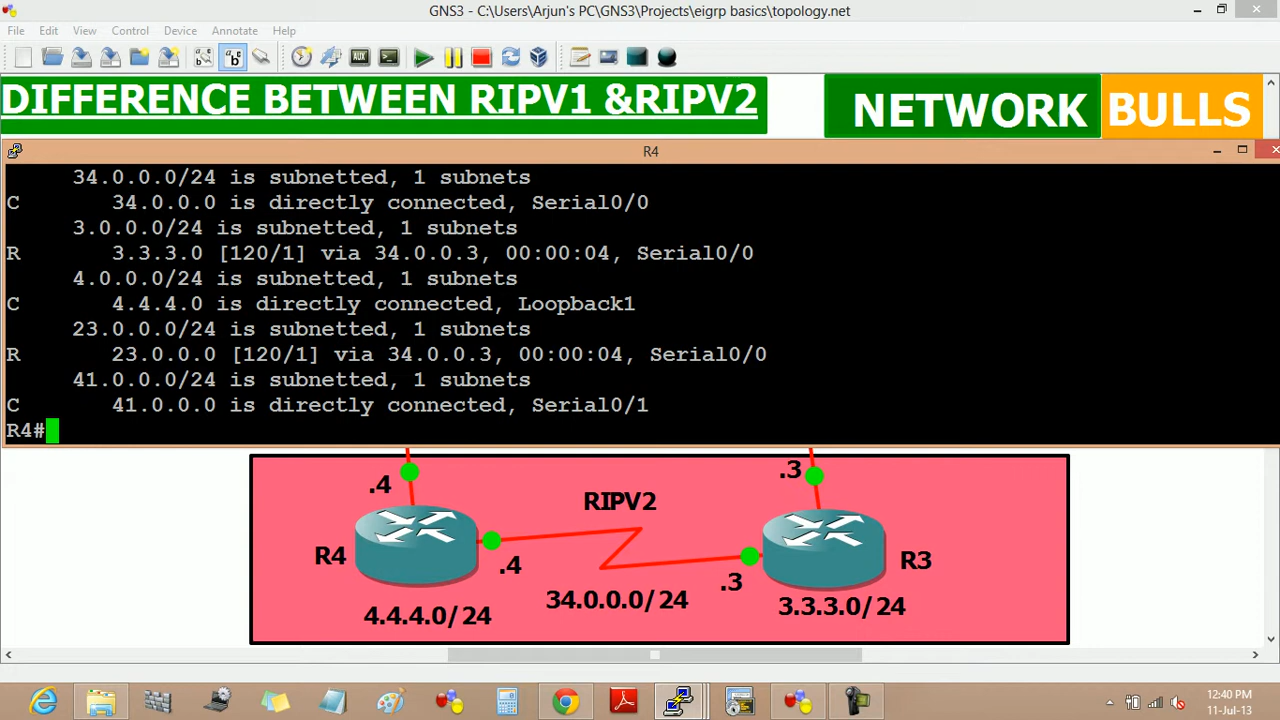 GNS3 - C:\Users\Arjun's PC\GNS3\Projects\eigrp basics\topology.net
File Edit View Control Device Annotate Help
AUX
DIFFERENCE BETWEEN RIPV1 &RIPV2
NETWORK BULLS
R4
34.0.0.0/24 is subnetted, 1 subnets
C 34.0.0.0 is directly connected, Serial0/0
3.0.0.0/24 is subnetted, 1 subnets
R 3.3.3.0 [120/1] via 34.0.0.3, 00:00:04, Serial0/0
4.0.0.0/24 is subnetted, 1 subnets
C 4.4.4.0 is directly connected, Loopback1
23.0.0.0/24 is subnetted, 1 subnets
R 23.0.0.0 [120/1] via 34.0.0.3, 00:00:04, Serial0/0
41.0.0.0/24 is subnetted, 1 subnets
C 41.0.0.0 is directly connected, Serial0/1
R4#
.4 RIPV2 .3
R4 .4 34.0.0.0/24 .3 R3
4.4.4.0/24 3.3.3.0/24
12:40 PM
11-Jul-13